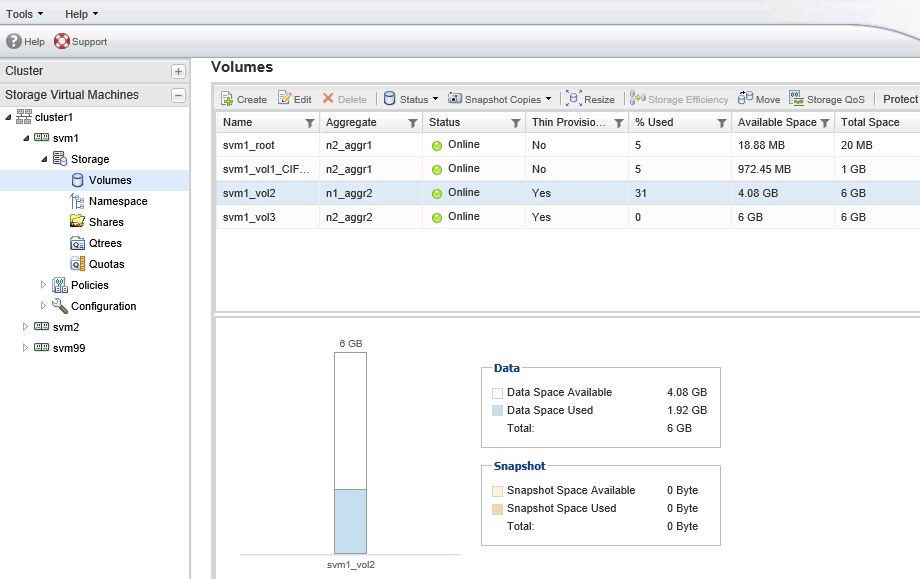 Tools Help
Help Support
Cluster
Storage Virtual Machines
cluster1
svm1
Storage
Volumes
Namespace
Shares
Qtrees
Quotas
Policies
Configuration
svm2
svm99
Volumes
Create Edit Delete Status Snapshot Copies Resize Storage Efficiency Move Storage QoS Protect
Name Aggregate Status Thin Provisio... % Used Available Space Total Space
svm1_root n2_aggr1 Online No 5 18.88 MB 20 MB
svm1_vol1_CIF... n2_aggr1 Online No 5 972.45 MB 1 GB
svm1_vol2 n1_aggr2 Online Yes 31 4.08 GB 6 GB
svm1_vol3 n2_aggr2 Online Yes 0 6 GB 6 GB
6 GB
svm1_vol2
Data
Data Space Available 4.08 GB
Data Space Used 1.92 GB
Total: 6 GB
Snapshot
Snapshot Space Available 0 Byte
Snapshot Space Used 0 Byte
Total: 0 Byte